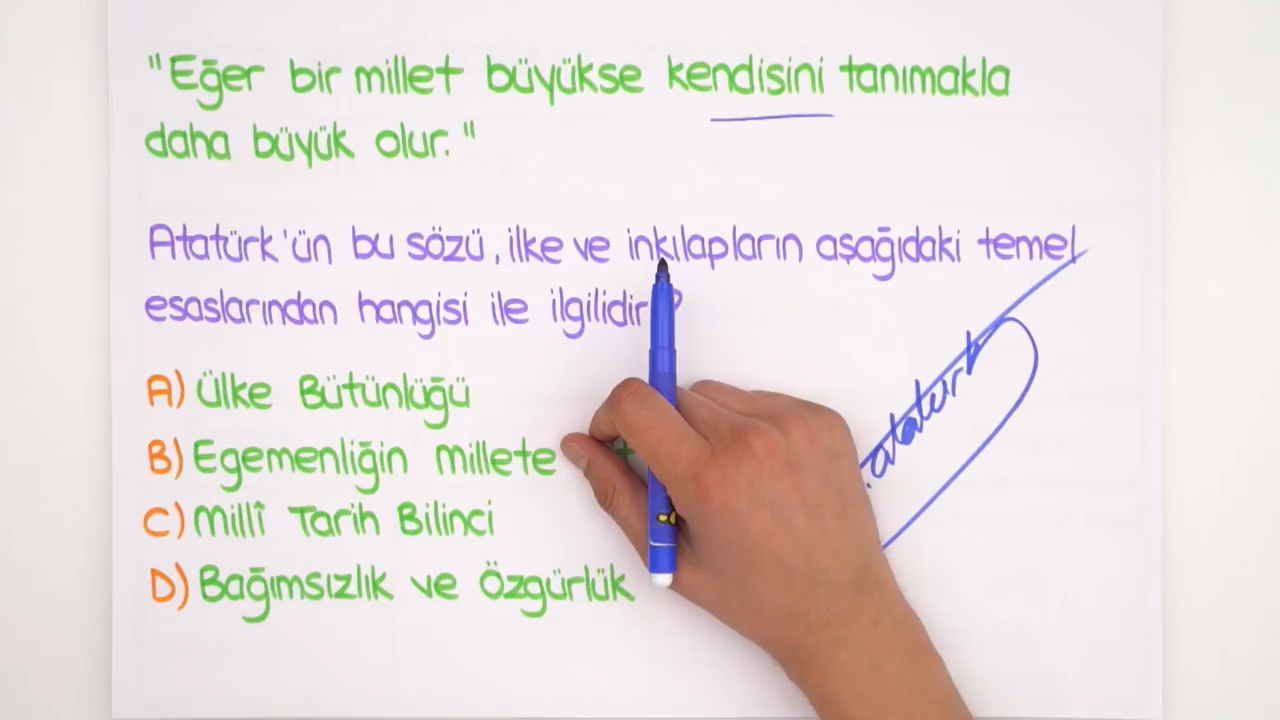 "Eğer bir millet büyükse kendisini tanımakla
daha büyük olur."
Atatürk'ün bu sözü, ilke ve inkılapların aşağıdaki temel
esaslarından hangisi ile ilgilidir?
A) Ülke Bütünlüğü
B) Egemenliğin millete
C) Millî Tarih Bilinci
D) Bağımsızlık ve Özgürlük
.atatürk